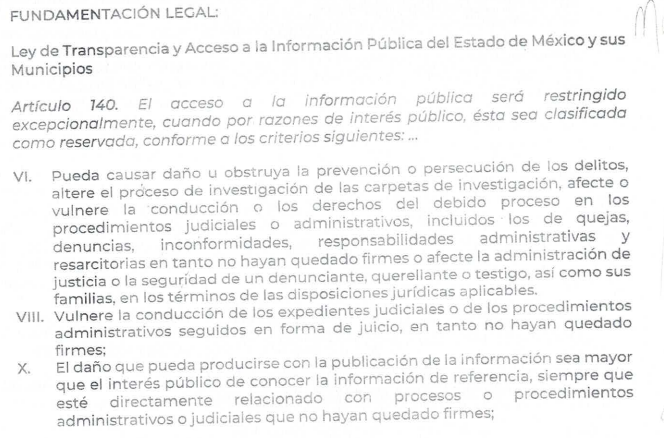 FUNDAMENTACIÓN LEGAL:
Ley de Transparencia y Acceso a la Información Pública del Estado de México y sus
Municipios
Artículo 140. El acceso a la información pública será restringido
excepcionalmente, cuando por razones de interés público, ésta sea clasificada
como reservada, conforme a los criterios siguientes: ...
VI. Pueda causar daño u obstruya la prevención o persecución de los delitos,
altere el proceso de investigación de las carpetas de investigación, afecte o
vulnere la conducción o los derechos del debido proceso en los
procedimientos judiciales o administrativos, incluidos los de quejas,
denuncias, inconformidades, responsabilidades administrativas y
resarcitorias en tanto no hayan quedado firmes o afecte la administración de
justicia o la seguridad de un denunciante, querellante o testigo, así como sus
familias, en los términos de las disposiciones jurídicas aplicables.
VIII. Vulnere la conducción de los expedientes judiciales o de los procedimientos
administrativos seguidos en forma de juicio, en tanto no hayan quedado
firmes;
X. El daño que pueda producirse con la publicación de la información sea mayor
que el interés público de conocer la información de referencia, siempre que
esté directamente relacionado con procesos o procedimientos
administrativos o judiciales que no hayan quedado firmes;